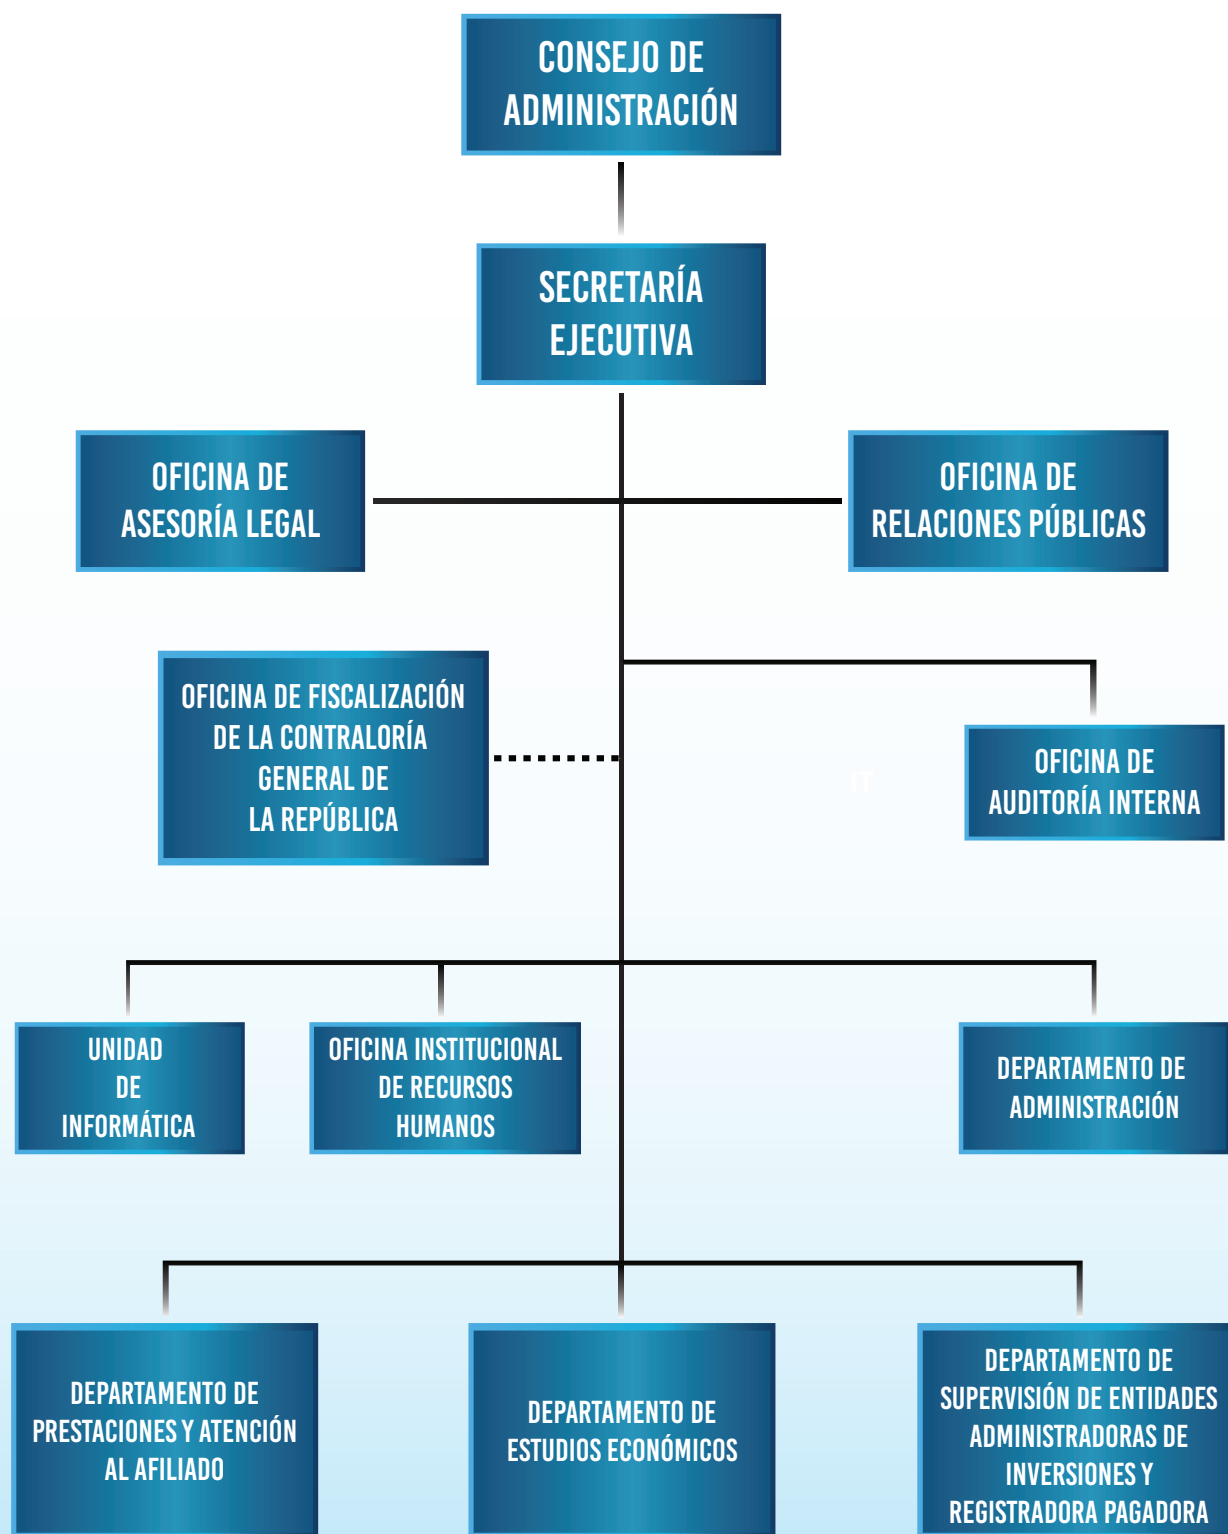 CONSEJO DE
ADMINISTRACIÓN
SECRETARÍA
EJECUTIVA
OFICINA DE
ASESORÍA LEGAL
OFICINA DE
RELACIONES PÚBLICAS
OFICINA DE FISCALIZACIÓN
DE LA CONTRALORÍA
GENERAL DE
LA REPÚBLICA
IT
OFICINA DE
AUDITORÍA INTERNA
UNIDAD
DE
INFORMÁTICA
OFICINA INSTITUCIONAL
DE RECURSOS
HUMANOS
DEPARTAMENTO DE
ADMINISTRACIÓN
DEPARTAMENTO DE
PRESTACIONES Y ATENCIÓN
AL AFILIADO
DEPARTAMENTO DE
ESTUDIOS ECONÓMICOS
DEPARTAMENTO DE
SUPERVISIÓN DE ENTIDADES
ADMINISTRADORAS DE
INVERSIONES Y
REGISTRADORA PAGADORA